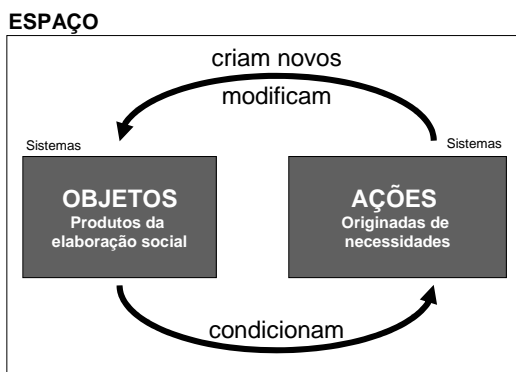 ESPAÇO
criam novos
modificam
Sistemas
Sistemas
OBJETOS
Produtos da
elaboração social
AÇÕES
Originadas de
necessidades
condicionam